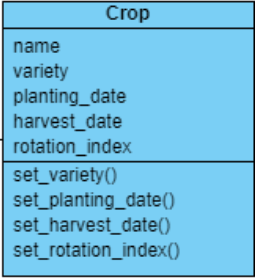 Crop
name
variety
planting_date
harvest_date
rotation_index
set_variety()
set_planting_date()
set_harvest_date()
set_rotation_index()